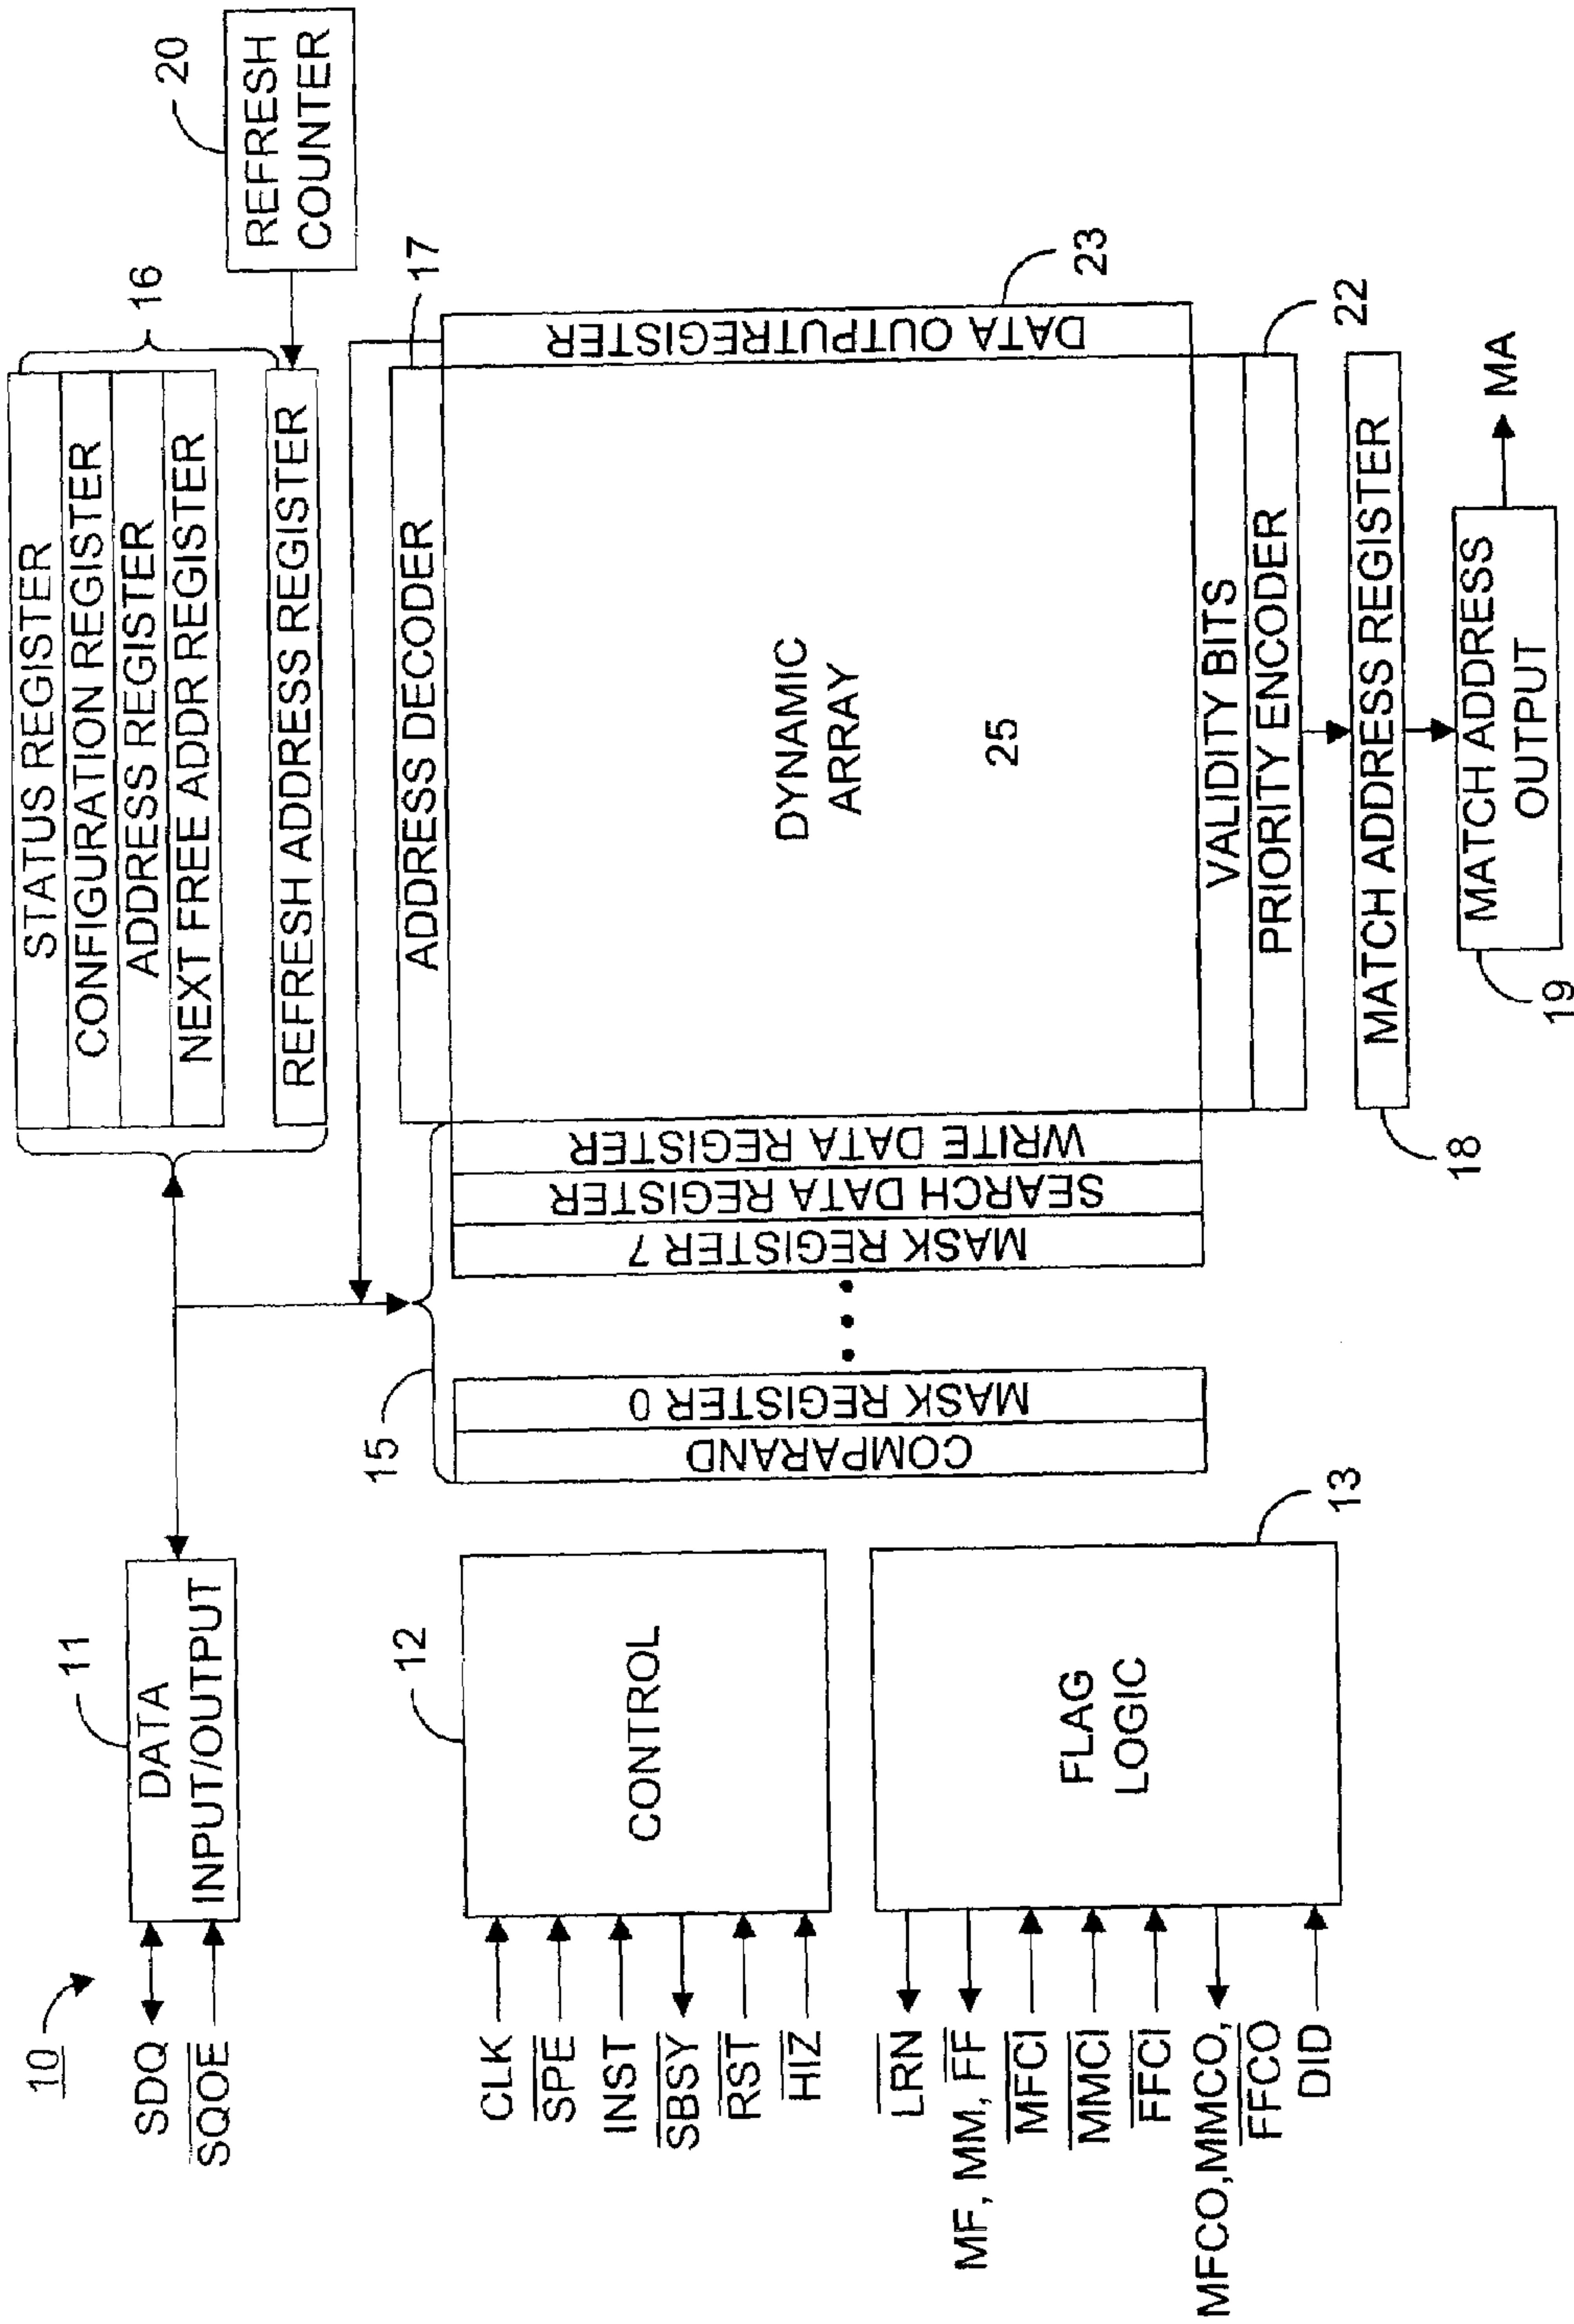 10
SDQ
SQOE
11
DATA
INPUT/OUTPUT
STATUS REGISTER
CONFIGURATION REGISTER
ADDRESS REGISTER
NEXT FREE ADDR REGISTER
REFRESH ADDRESS REGISTER
16
20
REFRESH
COUNTER
CLK
SPE
INST
SBSY
RST
HIZ
12
CONTROL
LRN
MF, MM, FF
MFCI
MMCI
FFCI
MFCO,MMCO,
FFCO
DID
FLAG
LOGIC
13
15
COMPARAND
MASK REGISTER 0
MASK REGISTER 7
SEARCH DATA REGISTER
WRITE DATA REGISTER
ADDRESS DECODER
17
DYNAMIC
ARRAY
25
DATA OUTPUTREGISTER
23
VALIDITY BITS
PRIORITY ENCODER
22
MATCH ADDRESS REGISTER
18
MATCH ADDRESS
OUTPUT
19
MA